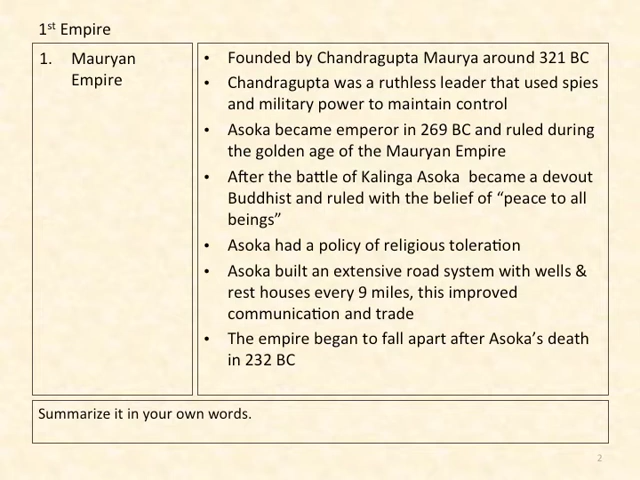 1st Empire
1. Mauryan
Empire
• Founded by Chandragupta Maurya around 321 BC
• Chandragupta was a ruthless leader that used spies
and military power to maintain control
• Asoka became emperor in 269 BC and ruled during
the golden age of the Mauryan Empire
• After the battle of Kalinga Asoka became a devout
Buddhist and ruled with the belief of “peace to all
beings”
• Asoka had a policy of religious toleration
• Asoka built an extensive road system with wells &
rest houses every 9 miles, this improved
communication and trade
• The empire began to fall apart after Asoka’s death
in 232 BC
Summarize it in your own words.
2